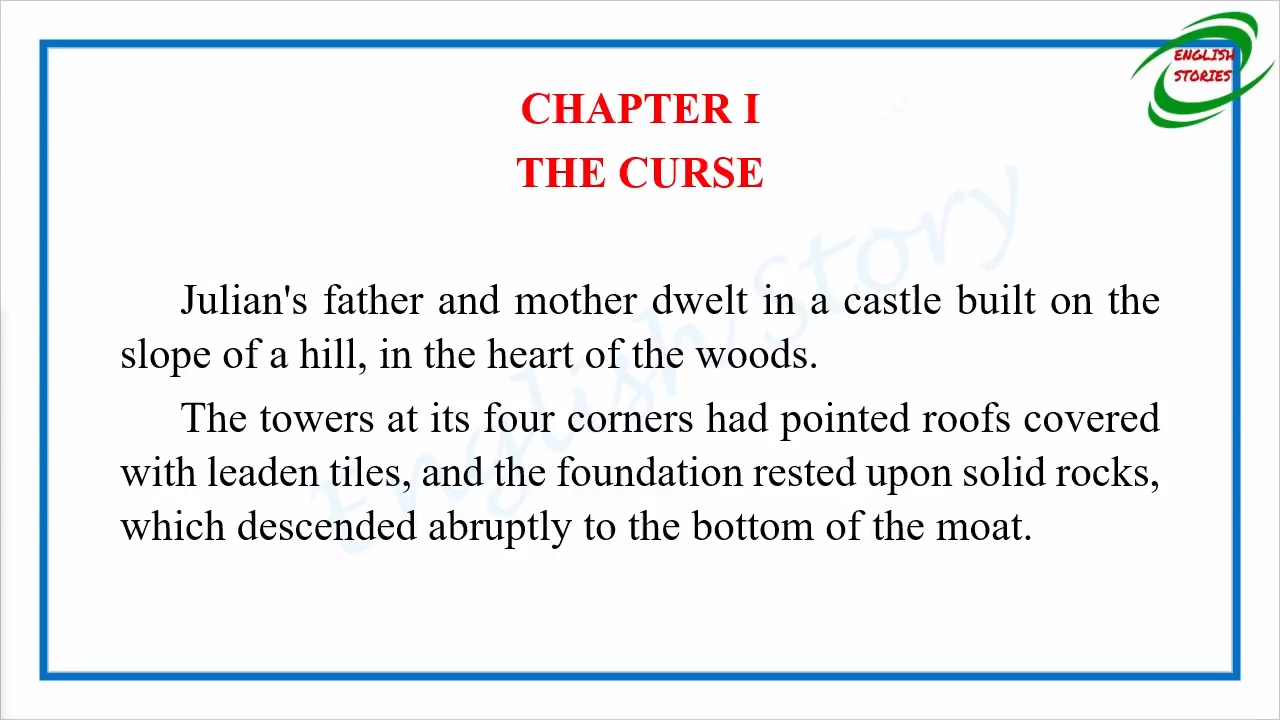 ENGLISH
STORIES
CHAPTER I
THE CURSE
Julian's father and mother dwelt in a castle built on the
slope of a hill, in the heart of the woods.
The towers at its four corners had pointed roofs covered
with leaden tiles, and the foundation rested upon solid rocks,
which descended abruptly to the bottom of the moat.
English Story